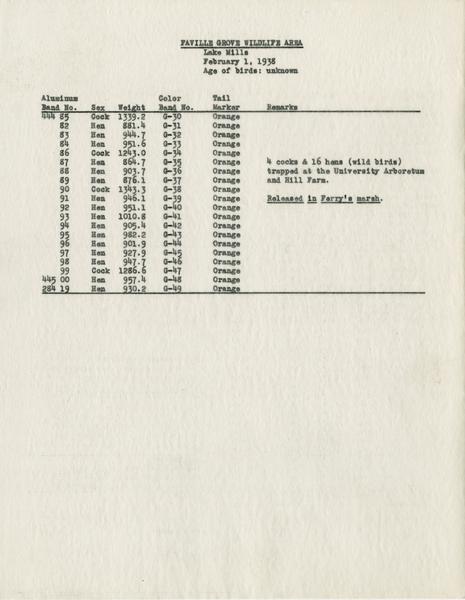 FAVILLE GROVE WILDLIFE AREA
Lake Mills
February 1, 1938
Age of birds: unknown
Aluminum Color Tail
Band No. Sex Weight Band No. Marker Remarks
444 85 Cock 1339.2 G-30 Orange
82 Hen 881.4 G-31 Orange
83 Hen 944.7 G-32 Orange
84 Hen 951.6 G-33 Orange
86 Cock 1243.0 G-34 Orange
87 Hen 864.7 G-35 Orange 4 cocks & 16 hens (wild birds)
88 Hen 903.7 G-36 Orange trapped at the University Arboretum
89 Hen 876.1 G-37 Orange and Hill Farm.
90 Cock 1343.3 G-38 Orange
91 Hen 946.1 G-39 Orange Released in Ferry's marsh.
92 Hen 951.1 G-40 Orange
93 Hen 1010.8 G-41 Orange
94 Hen 905.4 G-42 Orange
95 Hen 982.2 G-43 Orange
96 Hen 901.9 G-44 Orange
97 Hen 927.9 G-45 Orange
98 Hen 947.7 G-46 Orange
99 Cock 1286.6 G-47 Orange
445 00 Hen 957.4 G-48 Orange
284 19 Hen 930.2 G-49 Orange